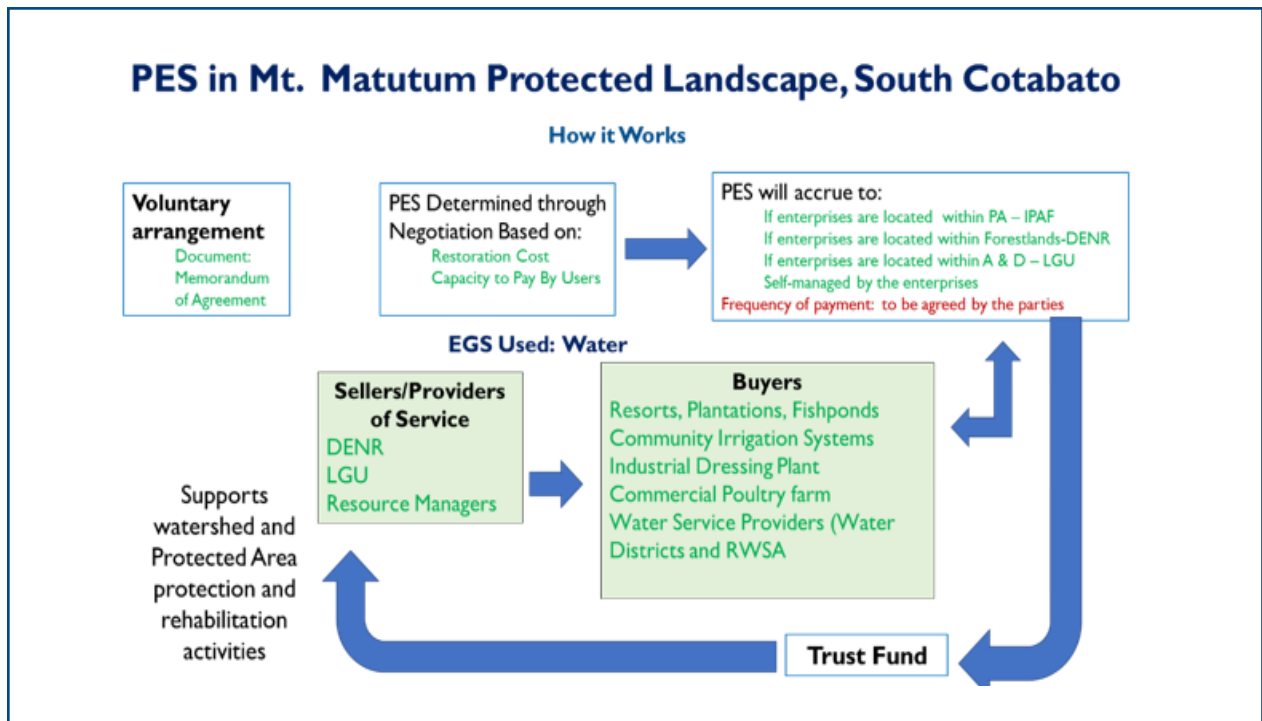 PES in Mt. Matutum Protected Landscape, South Cotabato
How it Works
Voluntary
arrangement
Document:
Memorandum
of Agreement
PES Determined through
Negotiation Based on:
Restoration Cost
Capacity to Pay By Users
PES will accrue to:
If enterprises are located within PA – IPAF
If enterprises are located within Forestlands-DENR
If enterprises are located within A & D – LGU
Self-managed by the enterprises
Frequency of payment: to be agreed by the parties
EGS Used: Water
Sellers/Providers
of Service
DENR
LGU
Resource Managers
Buyers
Resorts, Plantations, Fishponds
Community Irrigation Systems
Industrial Dressing Plant
Commercial Poultry farm
Water Service Providers (Water
Districts and RWSA
Supports
watershed and
Protected Area
protection and
rehabilitation
activities
Trust Fund